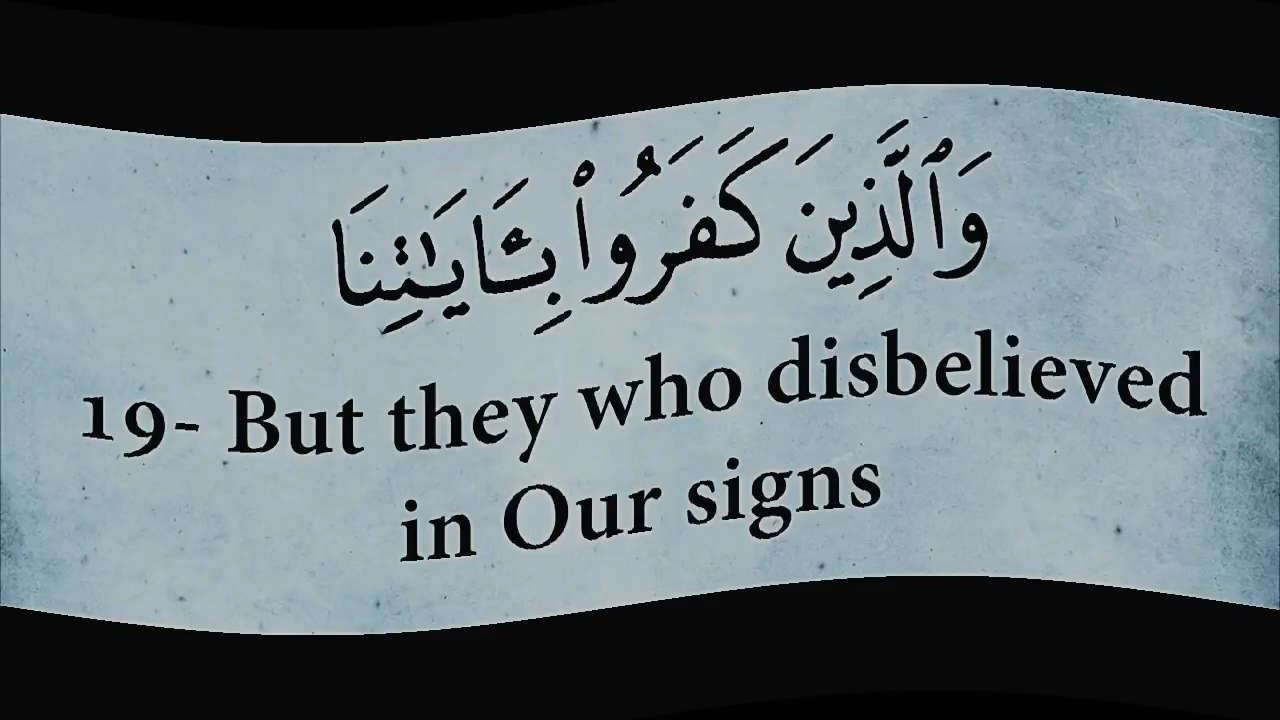 وَٱلَّذِينَ كَفَرُوا۟ بِـَٔايَـٰتِنَا
19- But they who disbelieved
in Our signs